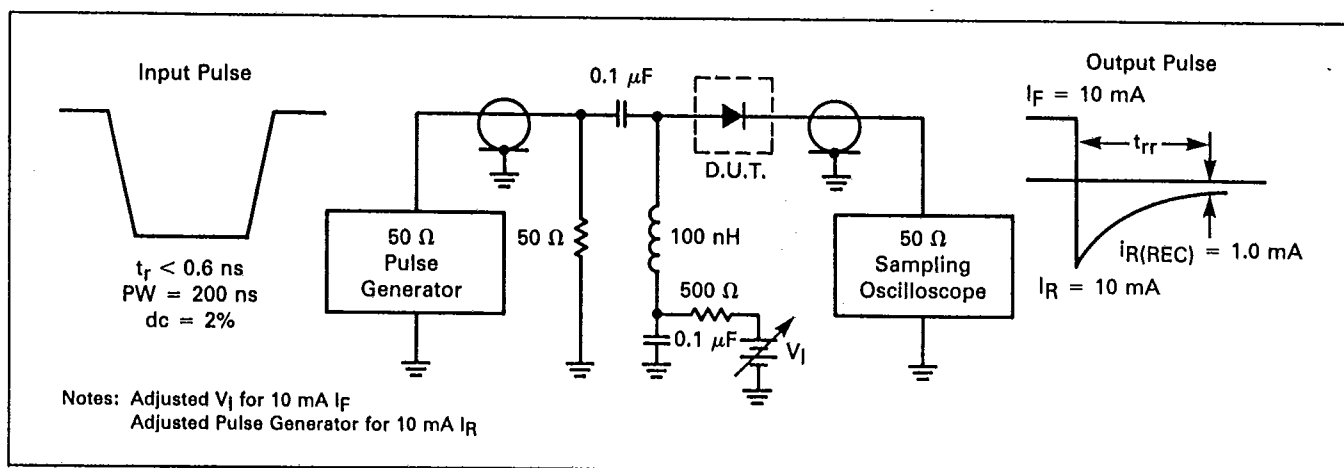 Input Pulse
t_r < 0.6 ns
PW = 200 ns
dc = 2%
50 Ω
Pulse
Generator
50 Ω
0.1 μF
100 nH
500 Ω
0.1 μF
V_I
D.U.T.
50 Ω
Sampling
Oscilloscope
Output Pulse
I_F = 10 mA
t_rr
i_R(REC) = 1.0 mA
I_R = 10 mA
Notes: Adjusted V_I for 10 mA I_F
Adjusted Pulse Generator for 10 mA I_R